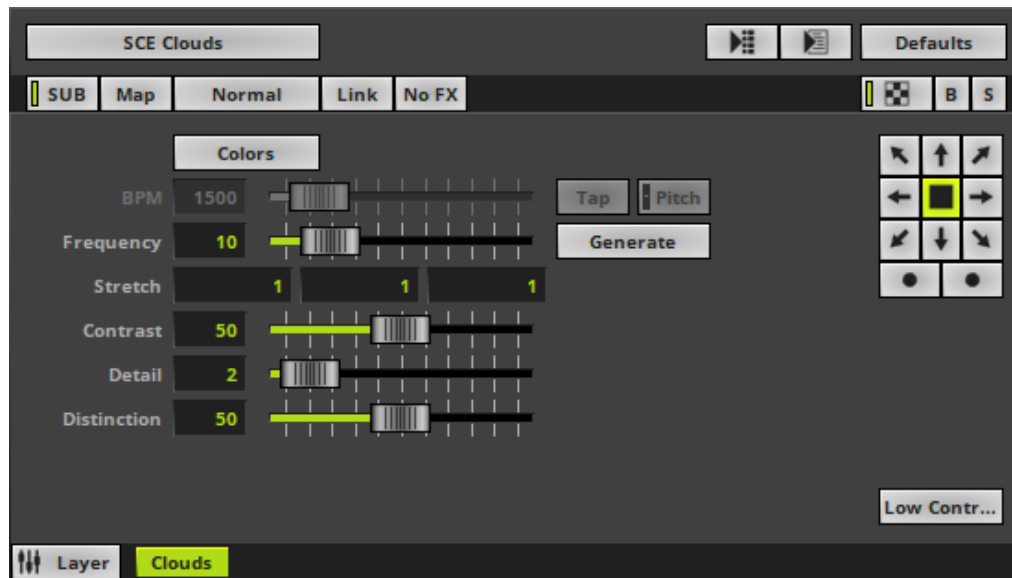 SCE Clouds Defaults
SUB Map Normal Link No FX B S
Colors
BPM 1500 Tap Pitch
Frequency 10 Generate
Stretch 1 1 1
Contrast 50
Detail 2
Distinction 50
Low Contr...
Layer Clouds